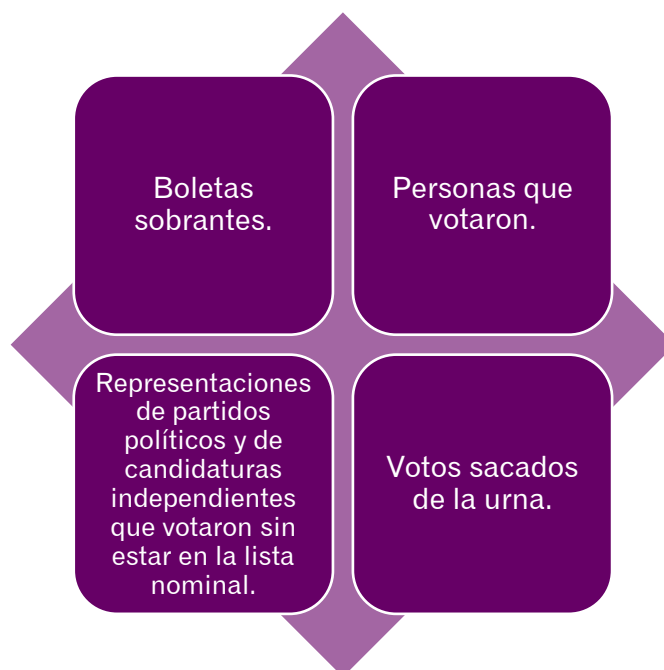 Boletas
sobrantes.
Personas que
votaron.
Representaciones
de partidos
políticos y de
candidaturas
independientes
que votaron sin
estar en la lista
nominal.
Votos sacados
de la urna.